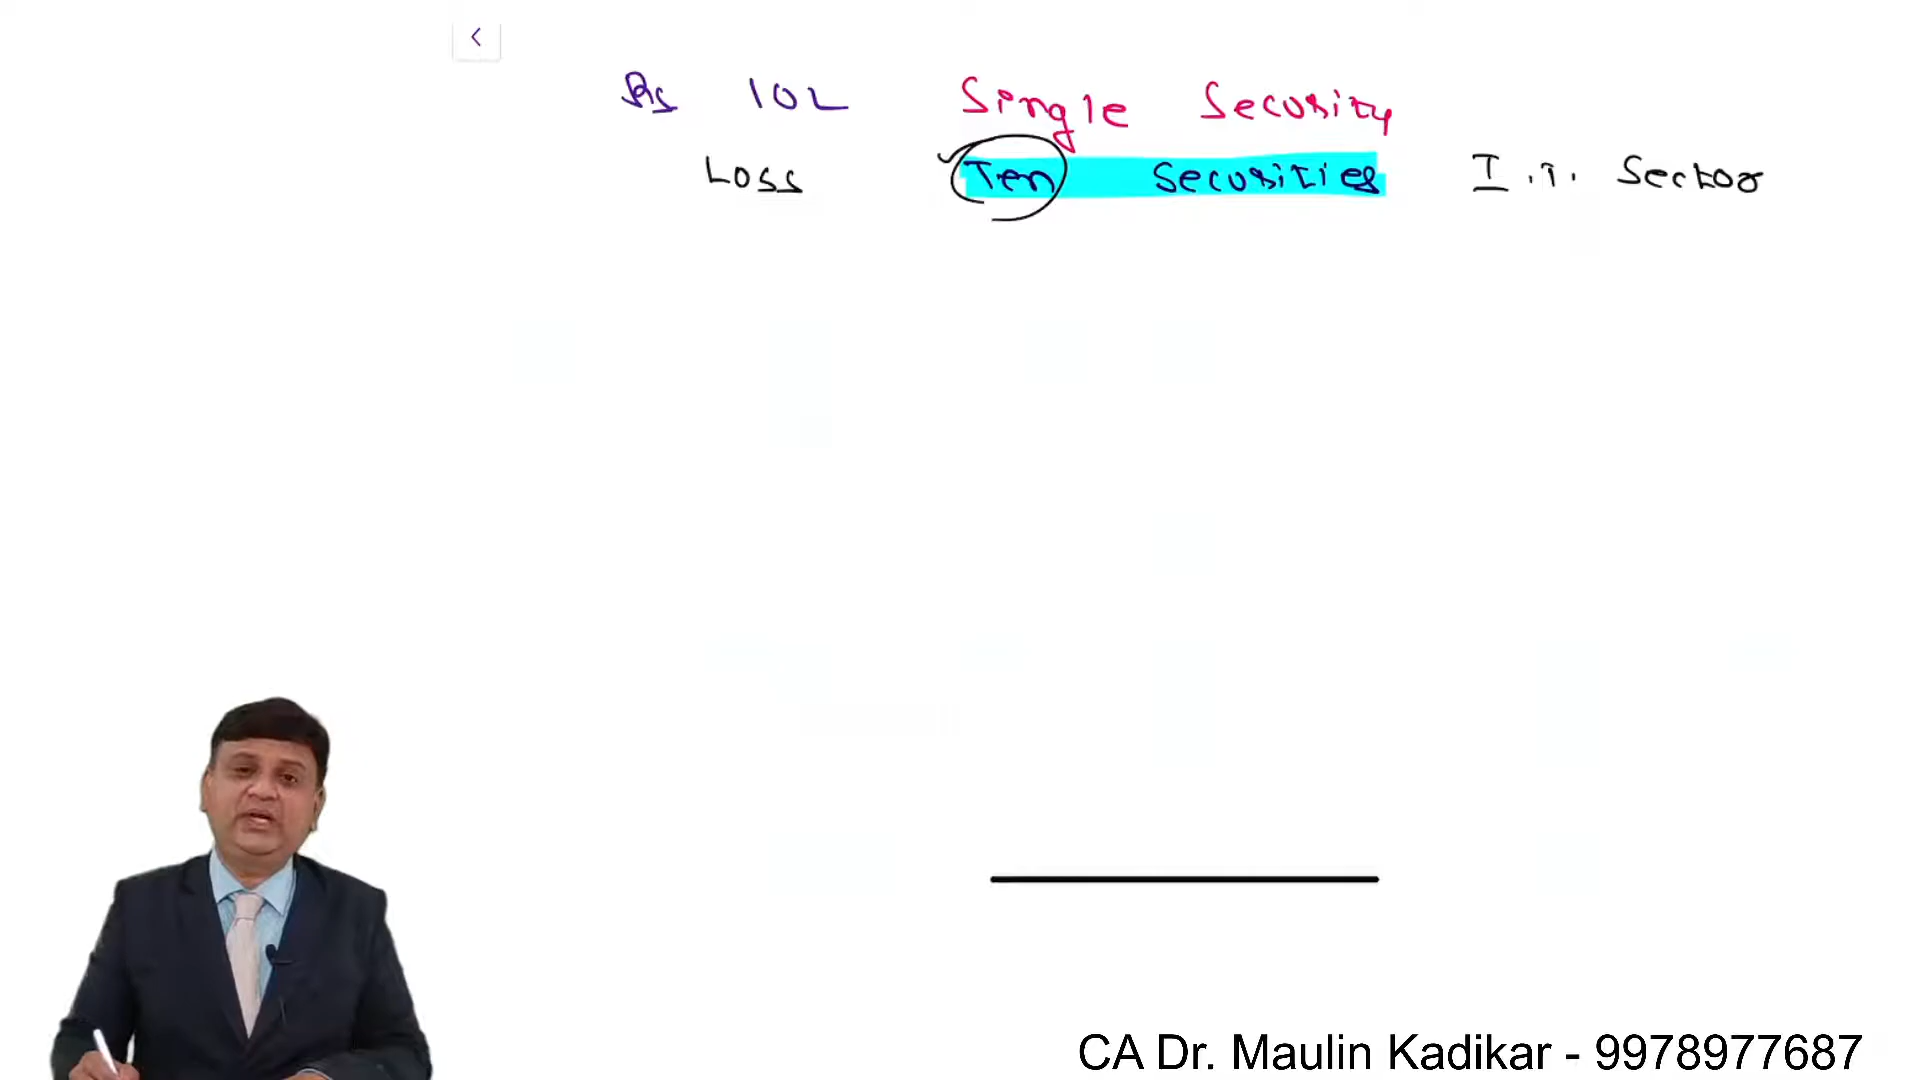 Rs 10L Single Security
Loss Ten Securities I.T. Sector
CA Dr. Maulin Kadikar - 9978977687